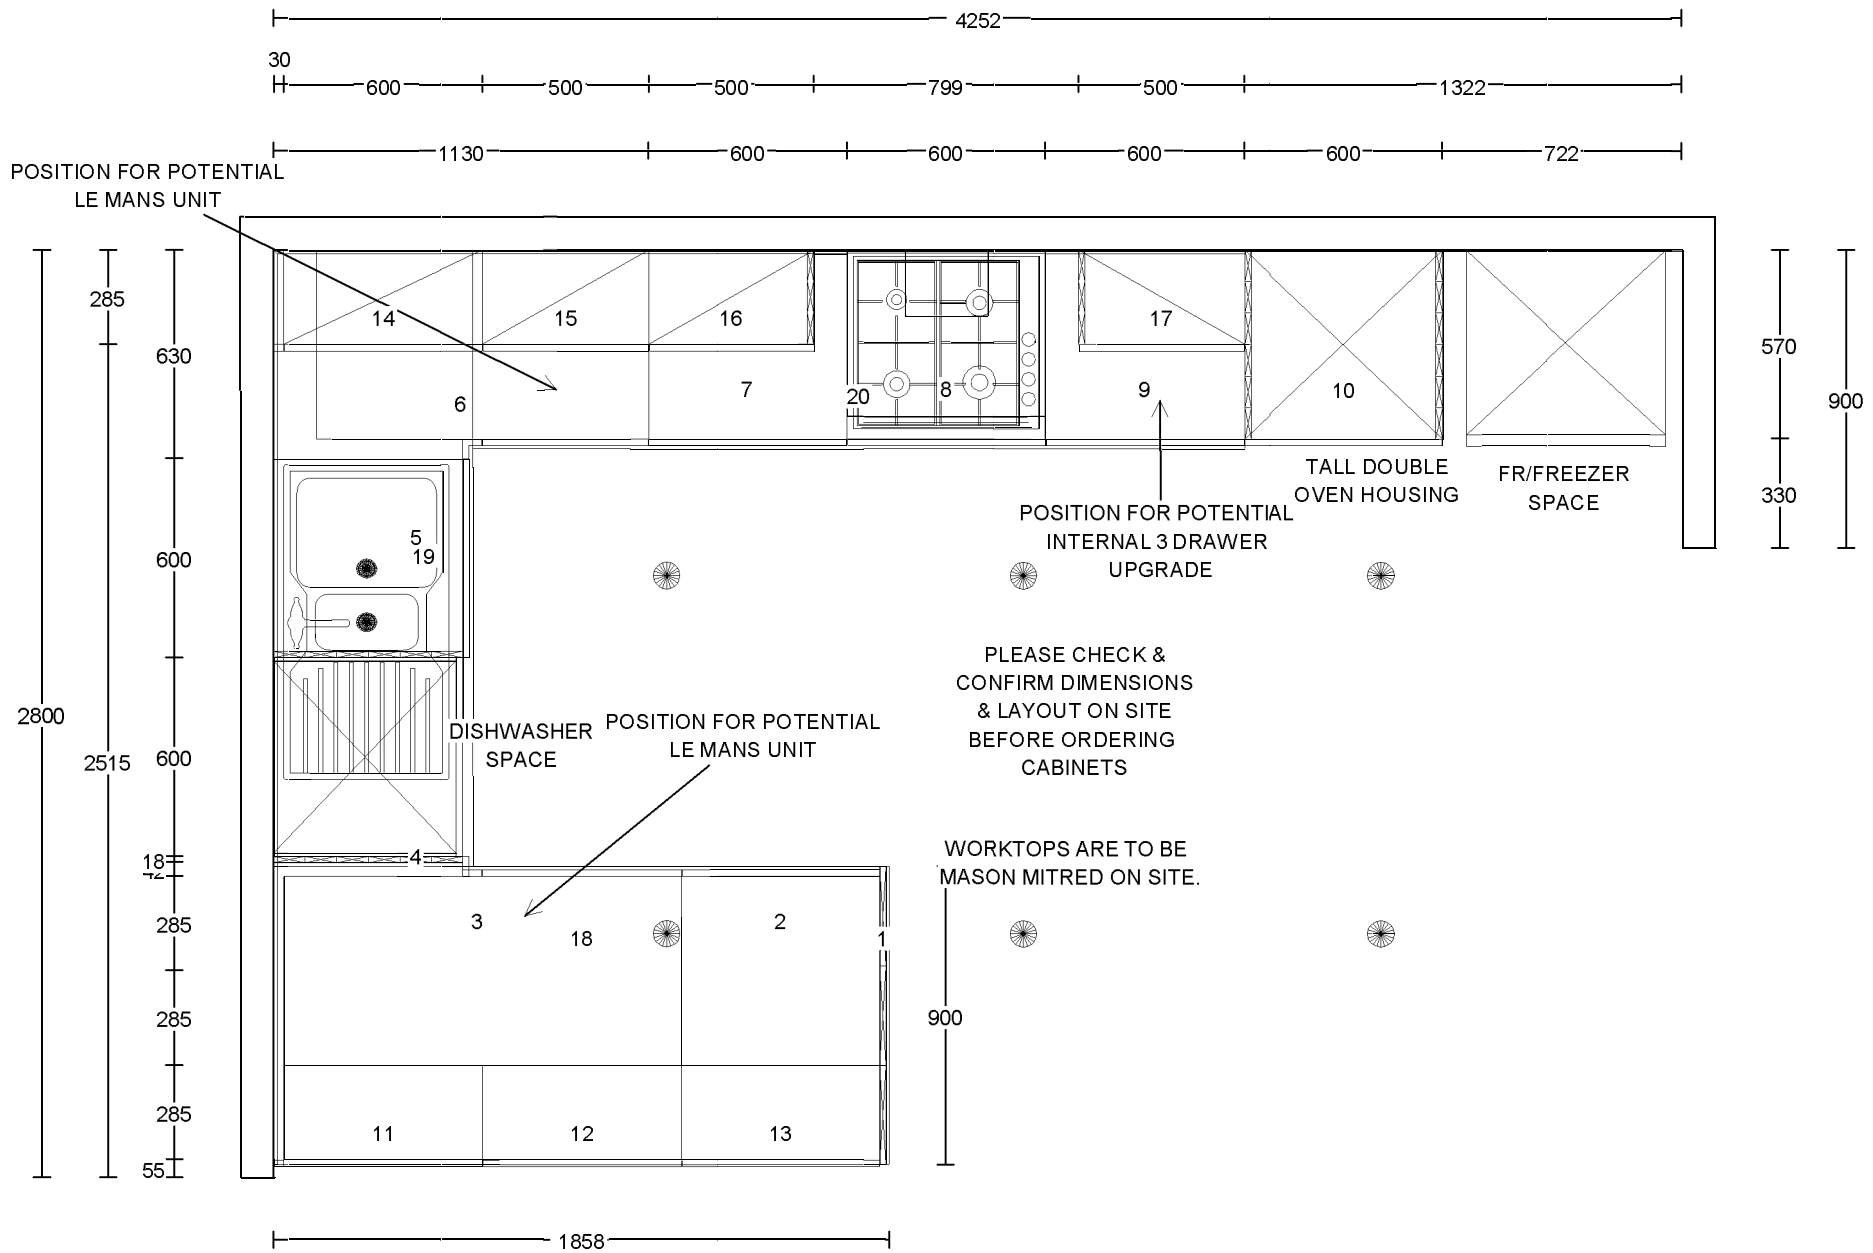 4252
30
600 500 500 799 500 1322
1130 600 600 600 600 722
POSITION FOR POTENTIAL
LE MANS UNIT
285
630
14 15 16 17
570
900
6 7 20 8 9 10
TALL DOUBLE
OVEN HOUSING
FR/FREEZER
SPACE
330
POSITION FOR POTENTIAL
INTERNAL 3 DRAWER
UPGRADE
5
19
600
PLEASE CHECK &
CONFIRM DIMENSIONS
& LAYOUT ON SITE
BEFORE ORDERING
CABINETS
2800
2515
600
DISHWASHER
SPACE
POSITION FOR POTENTIAL
LE MANS UNIT
18
42
4
WORKTOPS ARE TO BE
MASON MITRED ON SITE.
285
3 18 2 1
285
900
285
11 12 13
55
1858